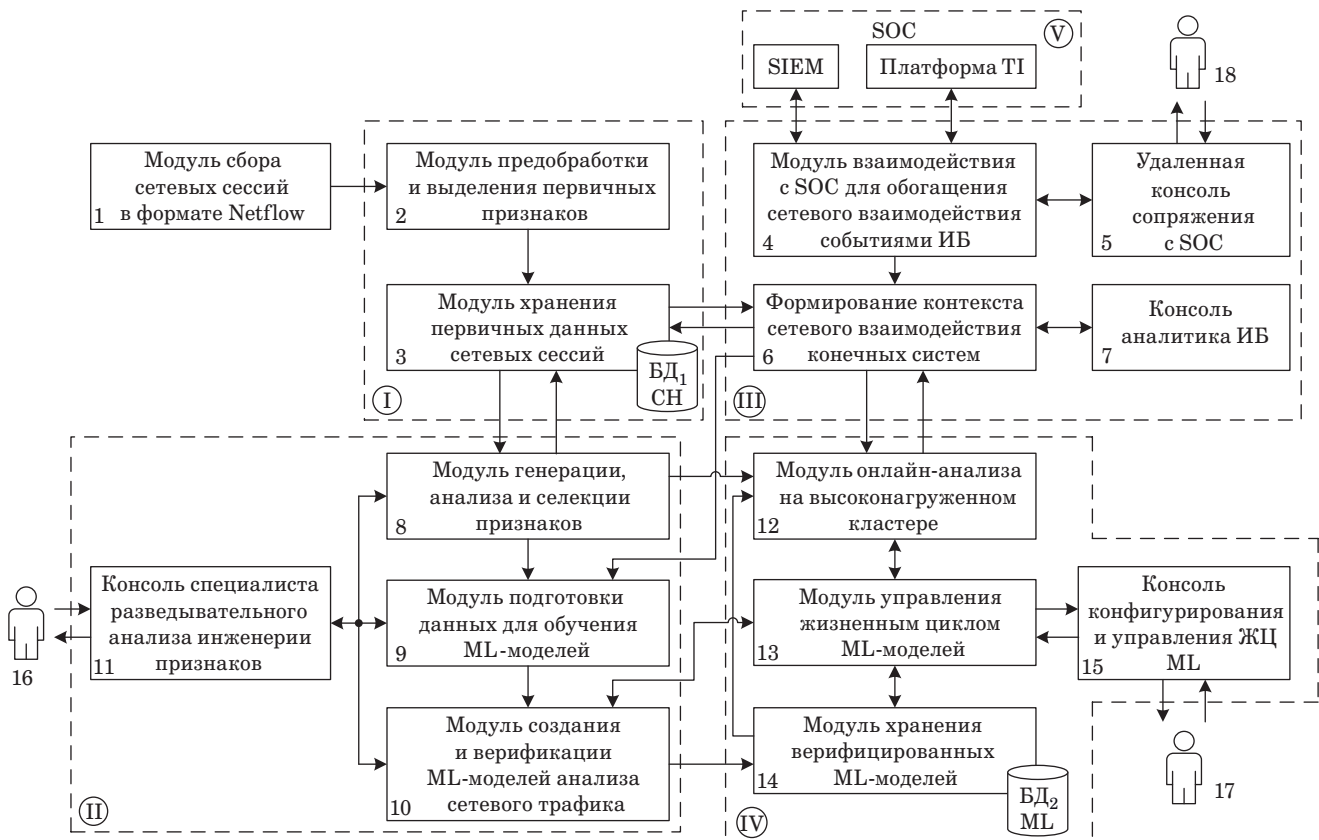 SOC
V
SIEM
Платформа TI
18
Модуль сбора
сетевых сессий
в формате Netflow
1
Модуль предобработки
и выделения первичных
признаков
2
Модуль взаимодействия
с SOC для обогащения
сетевого взаимодействия
событиями ИБ
4
Удаленная
консоль
сопряжения
с SOC
5
Модуль хранения
первичных данных
сетевых сессий
3
БД1
СН
I
Формирование контекста
сетевого взаимодействия
конечных систем
6
Консоль
аналитика ИБ
7
III
Модуль генерации,
анализа и селекции
признаков
8
Модуль онлайн-анализа
на высоконагруженном
кластере
12
Консоль специалиста
разведывательного
анализа инженерии
признаков
11
16
Модуль подготовки
данных для обучения
ML-моделей
9
Модуль управления
жизненным циклом
ML-моделей
13
Консоль
конфигурирования
и управления ЖЦ
ML
15
Модуль создания
и верификации
ML-моделей анализа
сетевого трафика
10
II
Модуль хранения
верифицированных
ML-моделей
14
БД2
ML
IV
17